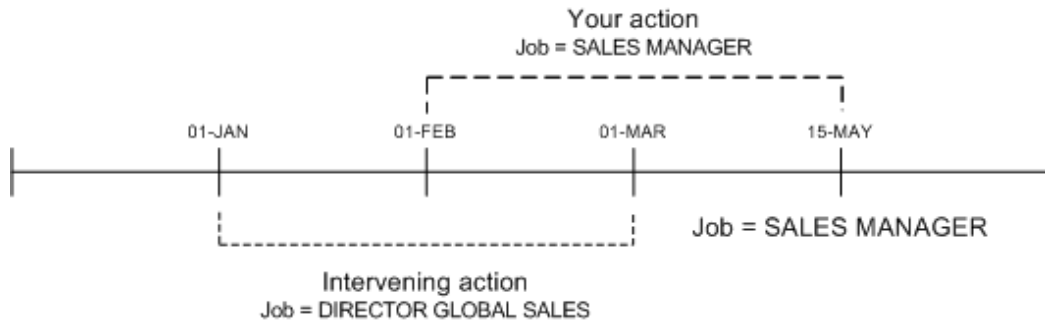 Your action
Job = SALES MANAGER
01-JAN 01-FEB 01-MAR 15-MAY
Job = SALES MANAGER
Intervening action
Job = DIRECTOR GLOBAL SALES